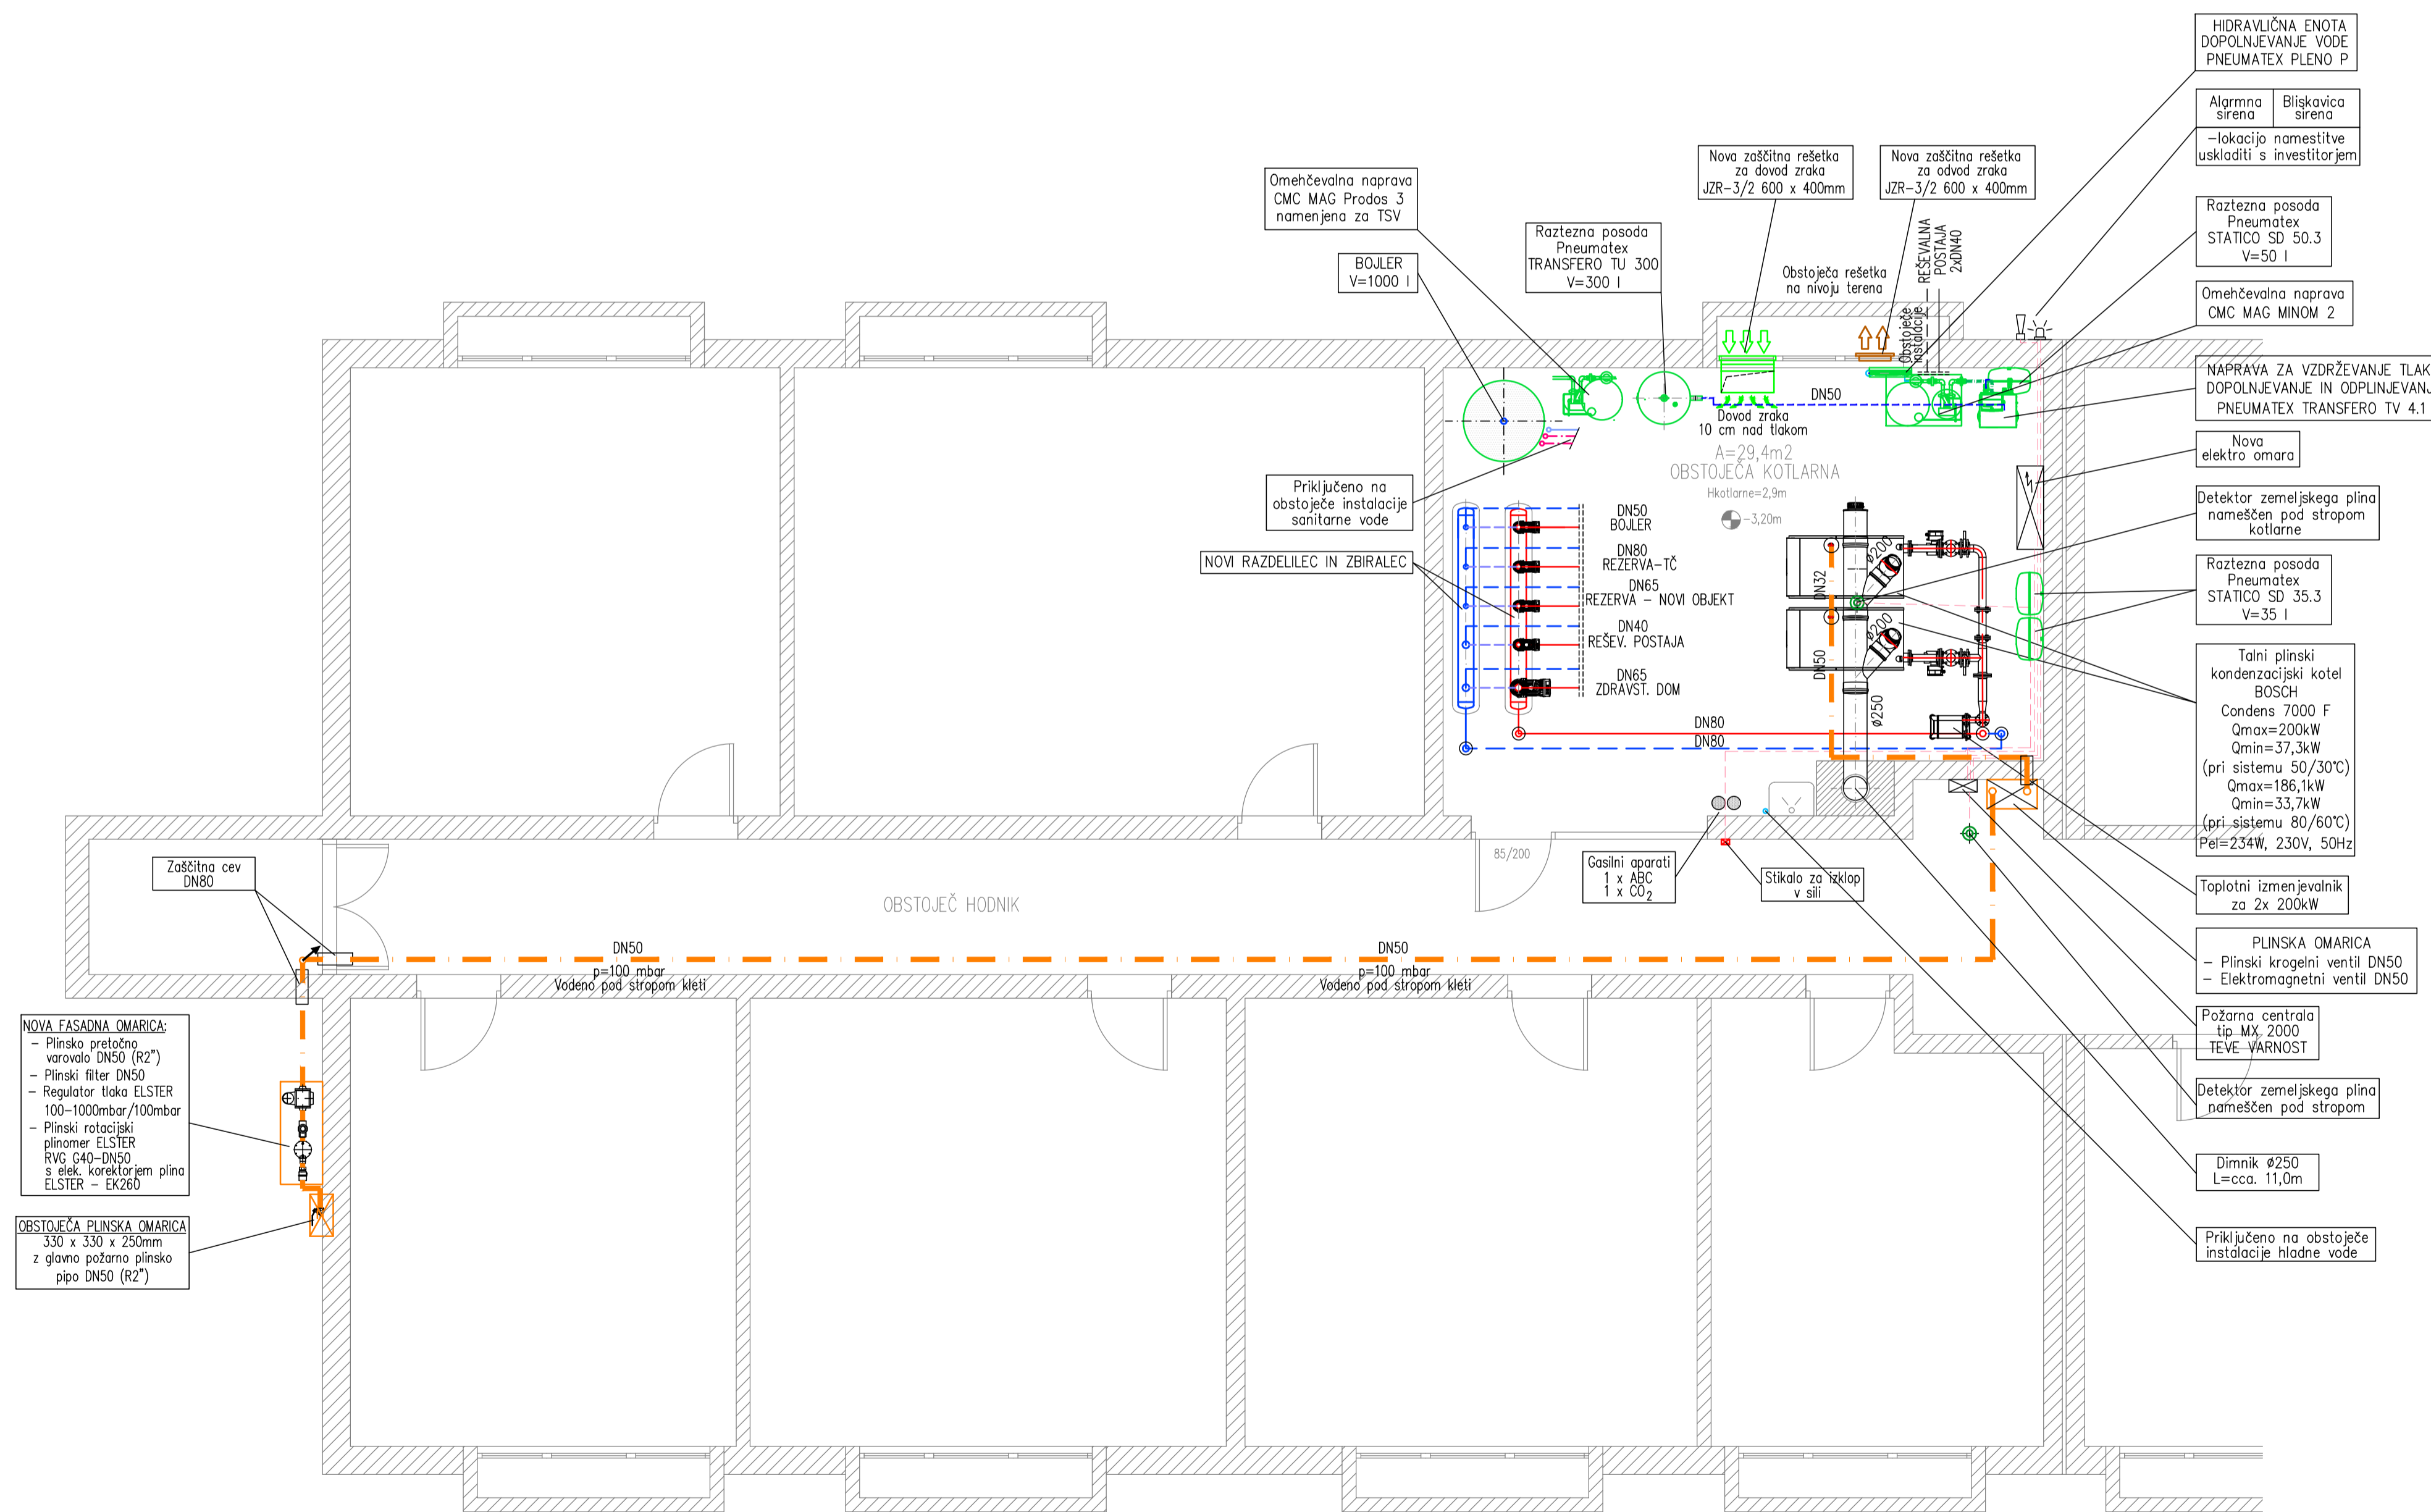 HIDRAVLIČNA ENOTA
DOPOLNJEVANJE VODE
PNEUMATEX PLENO P
Alarmna
sirena
Bliskavica
sirena
-lokacijo namestitve
uskladiti s investitorjem
Raztezna posoda
Pneumatex
STATICO SD 50.3
V=50 l
Omehčevalna naprava
CMC MAG MINOM 2
NAPRAVA ZA VZDRŽEVANJE TLAK
DOPOLNJEVANJE IN ODPLINJEVANJ
PNEUMATEX TRANSFERO TV 4.1
Nova
elektro omara
Detektor zemeljskega plina
nameščen pod stropom
kotlarne
Raztezna posoda
Pneumatex
STATICO SD 35.3
V=35 l
Talni plinski
kondenzacijski kotel
BOSCH
Condens 7000 F
Qmax=200kW
Qmin=37,3kW
(pri sistemu 50/30°C)
Qmax=186,1kW
Qmin=33,7kW
(pri sistemu 80/60°C)
Pel=234W, 230V, 50Hz
Toplotni izmenjevalnik
za 2x 200kW
PLINSKA OMARICA
- Plinski krogelni ventil DN50
- Elektromagnetni ventil DN50
Požarna centrala
tip MX 2000
TEVE VARNOST
Detektor zemeljskega plina
nameščen pod stropom
Dimnik ø250
L=cca. 11,0m
Priključeno na obstoječe
instalacije hladne vode
Nova zaščitna rešetka
za dovod zraka
JZR-3/2 600 x 400mm
Nova zaščitna rešetka
za odvod zraka
JZR-3/2 600 x 400mm
Omehčevalna naprava
CMC MAG Prodos 3
namenjena za TSV
BOJLER
V=1000 l
Raztezna posoda
Pneumatex
TRANSFERO TU 300
V=300 l
Obstoječa rešetka
na nivoju terena
Obstoječe
instalacije
REŠEVALNA
POSTAJA
2xDN40
DN50
Dovod zraka
10 cm nad tlakom
A=29,4m2
OBSTOJEČA KOTLARNA
Hkotlarne=2,9m
-3,20m
Priključeno na
obstoječe instalacije
sanitarne vode
NOVI RAZDELILEC IN ZBIRALEC
DN50
BOJLER
DN80
REZERVA-TČ
DN65
REZERVA - NOVI OBJEKT
DN40
REŠEV. POSTAJA
DN65
ZDRAVST. DOM
DN80
DN80
DN32
DN50
ø200
ø200
ø250
85/200
Gasilni aparati
1 x ABC
1 x CO2
Stikalo za izklop
v sili
Zaščitna cev
DN80
OBSTOJEČ HODNIK
DN50
p=100 mbar
Vodeno pod stropom kleti
DN50
p=100 mbar
Vodeno pod stropom kleti
NOVA FASADNA OMARICA:
- Plinsko pretočno
varovalo DN50 (R2")
- Plinski filter DN50
- Regulator tlaka ELSTER
100-1000mbar/100mbar
- Plinski rotacijski
plinomer ELSTER
RVG G40-DN50
s elek. korektorjem plina
ELSTER - EK260
OBSTOJEČA PLINSKA OMARICA
330 x 330 x 250mm
z glavno požarno plinsko
pipo DN50 (R2")